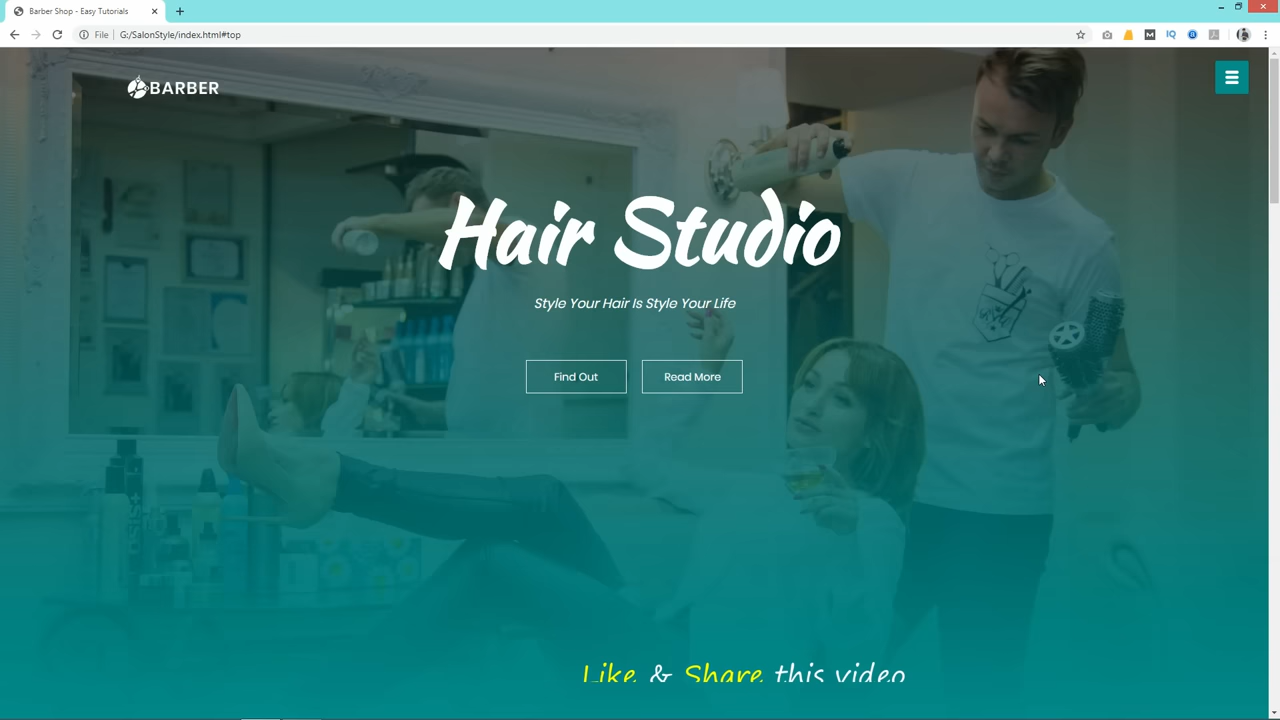 Barber Shop - Easy Tutorials
File
G:/SalonStyle/index.html#top
M
IQ
BARBER
Hair Studio
Style Your Hair Is Style Your Life
Find Out
Read More
Like & Share this video